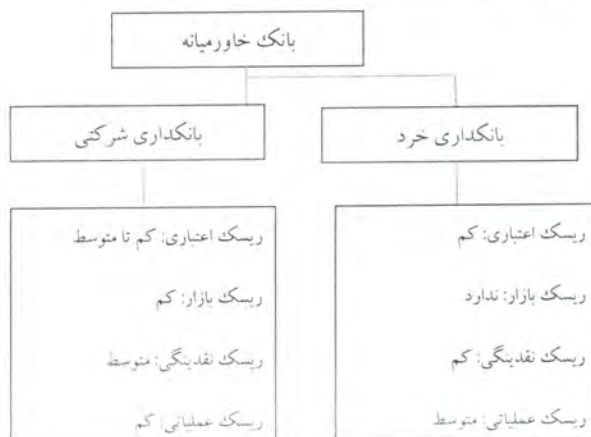 بانک خاورمیانه
بانکداری خرد
بانکداری شرکتی
ریسک اعتباری: کم
ریسک بازار: ندارد
ریسک نقدینگی: کم
ریسک عملیاتی: متوسط
ریسک اعتباری: کم تا متوسط
ریسک بازار: کم
ریسک نقدینگی: متوسط
ریسک عملیاتی: کم